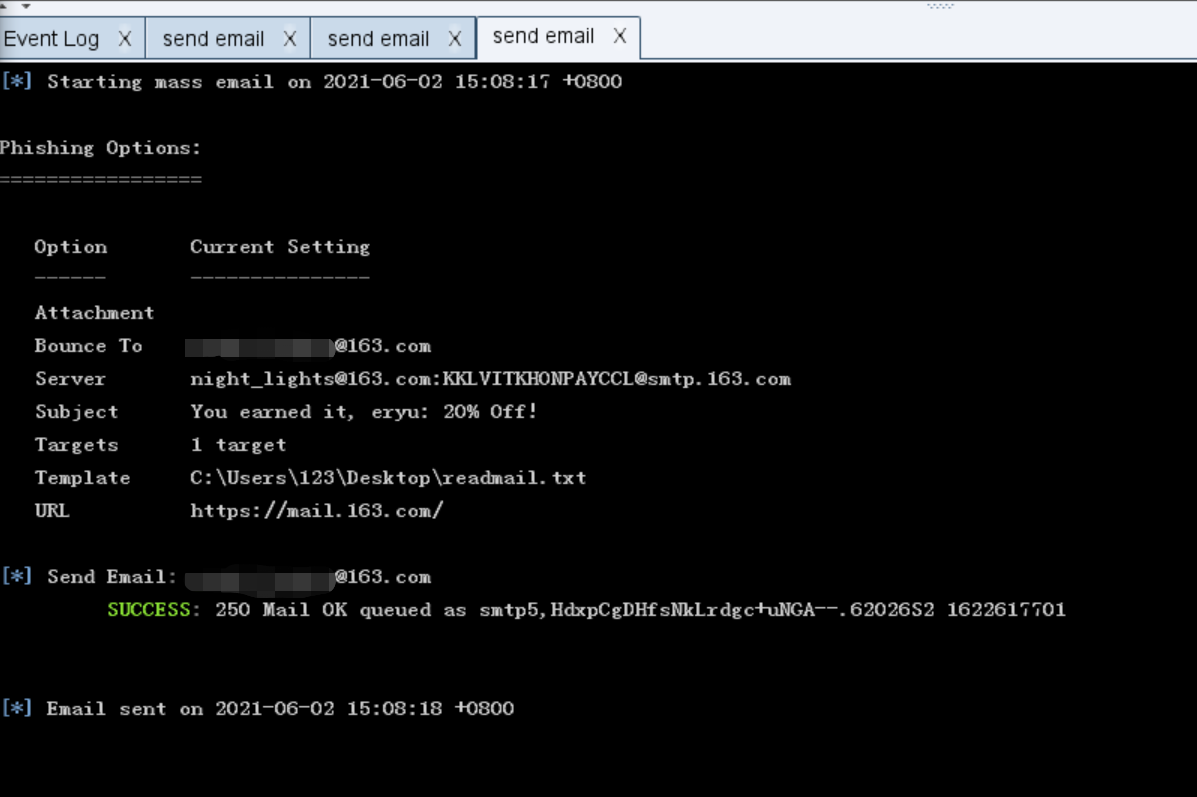 Event Log X send email X send email X send email X
[*] Starting mass email on 2021-06-02 15:08:17 +0800
Phishing Options:
=================
Option Current Setting
------ ---------------
Attachment
Bounce To @163.com
Server night_lights@163.com:KKLVITKHONPAYCCL@smtp.163.com
Subject You earned it, eryu: 20% Off!
Targets 1 target
Template C:\Users\123\Desktop\readmail.txt
URL https://mail.163.com/
[*] Send Email: @163.com
SUCCESS: 250 Mail OK queued as smtp5,HdxpCgDHfsNkLrdgc+uNGA--.62026S2 1622617701
[*] Email sent on 2021-06-02 15:08:18 +0800